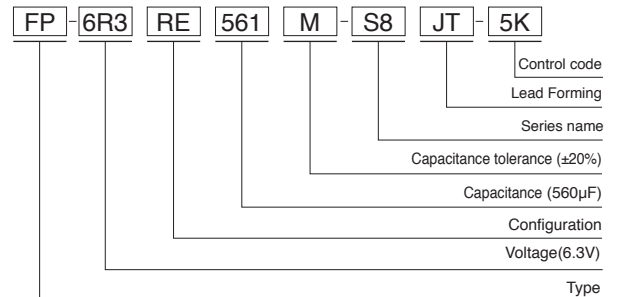 FP-6R3 RE 561 M-S8 JT-5K
Control code
Lead Forming
Series name
Capacitance tolerance (±20%)
Capacitance (560µF)
Configuration
Voltage(6.3V)
Type